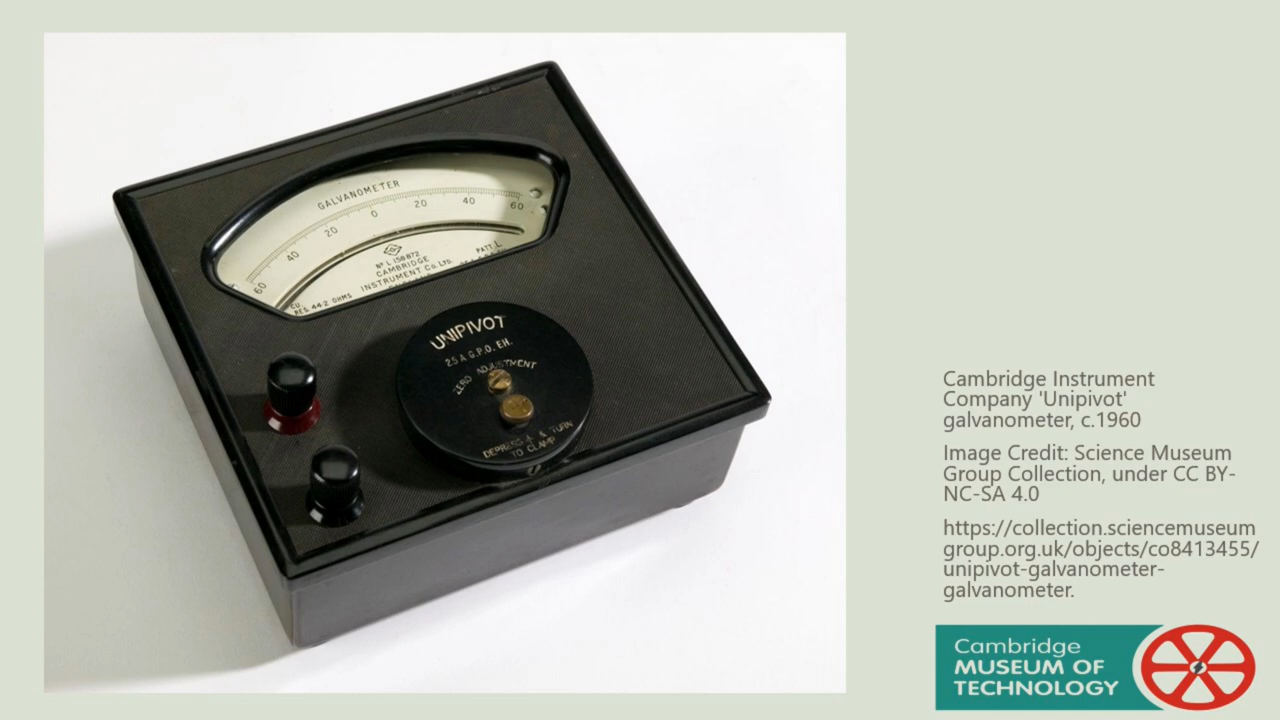 GALVANOMETER
60 40 20 0 20 40 60
Nº L 158872
CAMBRIDGE
INSTRUMENT Co. LTD.
PATT. L
CU.
RES. 44·2 OHMS
UNIPIVOT
25 A G.P.O. EH.
ZERO ADJUSTMENT
DEPRESS & TURN
TO CLAMP
Cambridge Instrument
Company 'Unipivot'
galvanometer, c.1960
Image Credit: Science Museum
Group Collection, under CC BY-
NC-SA 4.0
https://collection.sciencemuseum
group.org.uk/objects/co8413455/
unipivot-galvanometer-
galvanometer.
Cambridge
MUSEUM OF
TECHNOLOGY